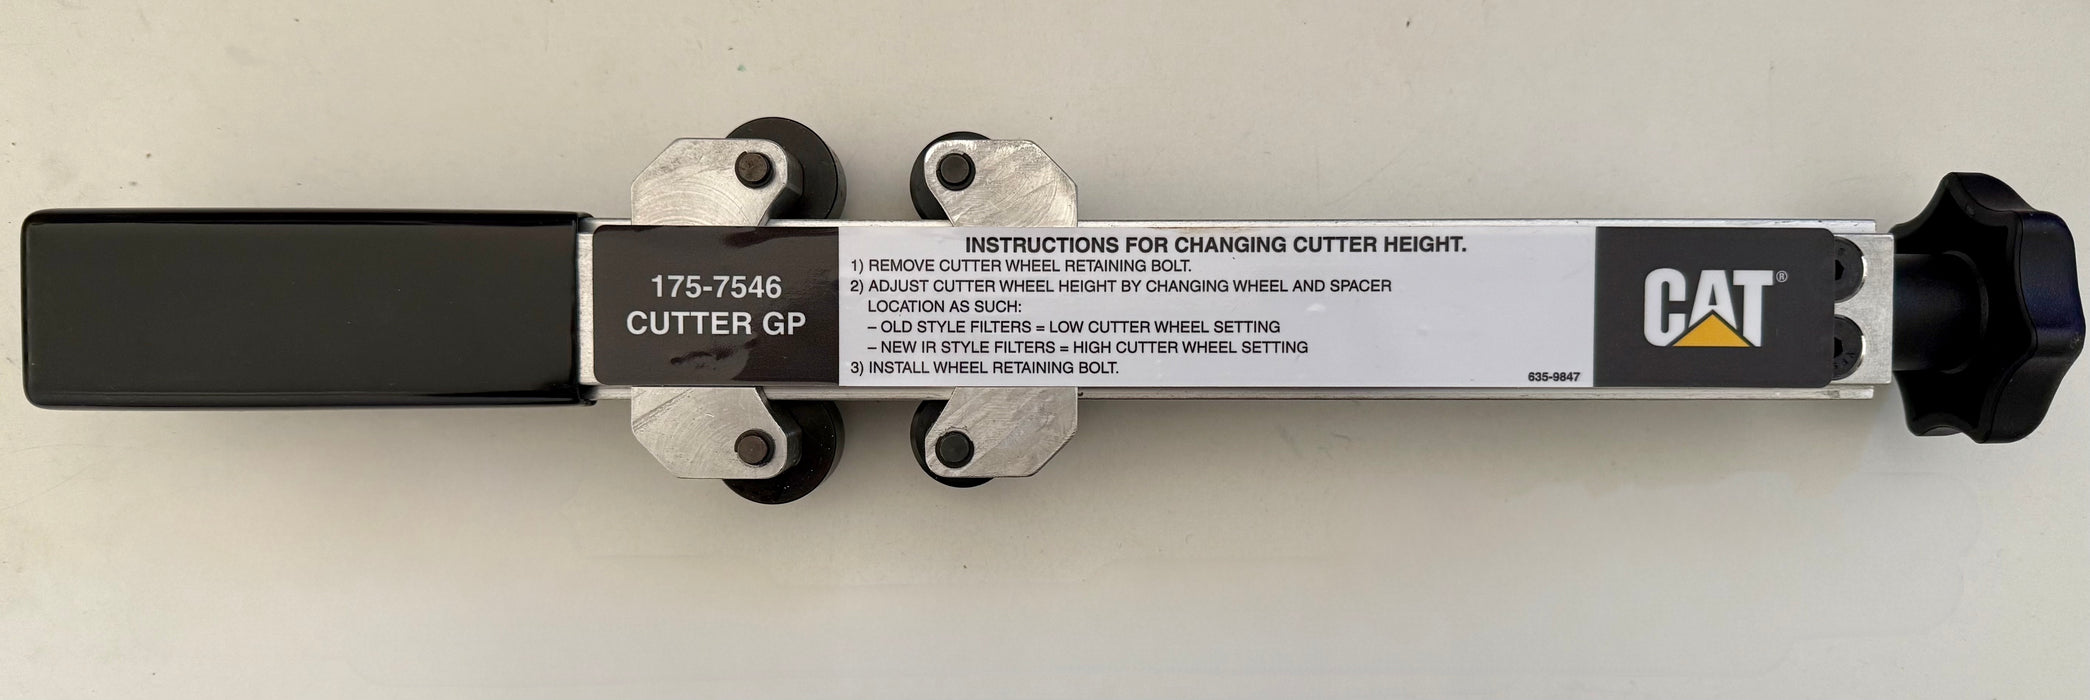 175-7546
CUTTER GP
INSTRUCTIONS FOR CHANGING CUTTER HEIGHT.
1) REMOVE CUTTER WHEEL RETAINING BOLT.
2) ADJUST CUTTER WHEEL HEIGHT BY CHANGING WHEEL AND SPACER
LOCATION AS SUCH:
– OLD STYLE FILTERS = LOW CUTTER WHEEL SETTING
– NEW IR STYLE FILTERS = HIGH CUTTER WHEEL SETTING
3) INSTALL WHEEL RETAINING BOLT.
635-9847
CAT®